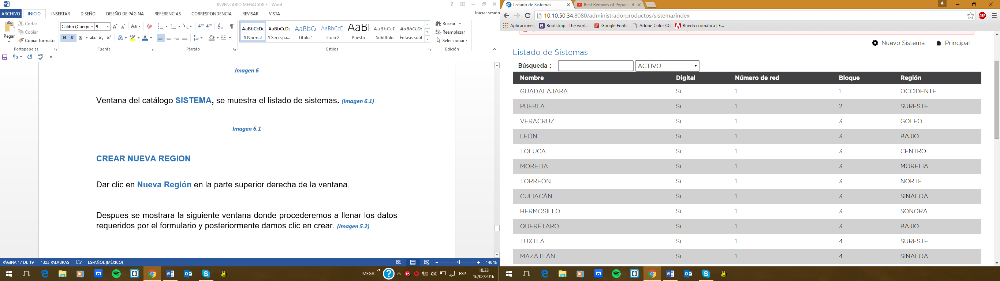 INVENTARIO MEGACABLE - Word
ARCHIVO INICIO INSERTAR DISEÑO DISEÑO DE PÁGINA REFERENCIAS CORRESPONDENCIA REVISAR VISTA Iniciar sesión
Pegar
Cortar
Copiar
Copiar formato
Portapapeles
Calibri (Cuerpo 9
N K S abc x₂ x²
Fuente
Párrafo
AaBbCcDc AaBbCcDc AaBbCc AaBbCcE AaBl AaBbCcD AaBbCcDc
¶ Normal ¶ Sin espa... Título 1 Título 2 Puesto Subtítulo Énfasis sutil
Estilos
Buscar
Reemplazar
Seleccionar
Edición
Imagen 6
Ventana del catálogo SISTEMA, se muestra el listado de sistemas. (Imagen 6.1)
Imagen 6.1
CREAR NUEVA REGION
Dar clic en Nueva Región en la parte superior derecha de la ventana.
Despues se mostrara la siguiente ventana donde procederemos a llenar los datos
requeridos por el formulario y posteriormente damos clic en crear. (Imagen 5.2)
PÁGINA 17 DE 19 1323 PALABRAS ESPAÑOL (MÉXICO) 140 %
MEGA » ESP 10:33
16/02/2016
Listado de Sistemas Best Remixes of Popula
10.10.50.34:8080/administradorproductos/sistema/index ABP
Aplicaciones Bootstrap · The worl... Google Fonts Adobe Color CC Rueda cromática | E...
Nuevo Sistema Principal
Listado de Sistemas
Búsqueda : ACTIVO
Nombre Digital Número de red Bloque Región
GUADALAJARA Si 1 1 OCCIDENTE
PUEBLA Si 1 2 SURESTE
VERACRUZ Si 1 3 GOLFO
LEÓN Si 1 3 BAJIO
TOLUCA Si 1 3 CENTRO
MORELIA Si 1 3 MORELIA
TORREÓN Si 1 3 NORTE
CULIACÁN Si 1 3 SINALOA
HERMOSILLO Si 1 3 SONORA
QUERÉTARO Si 1 3 BAJIO
TUXTLA Si 1 4 SURESTE
MAZATLÁN Si 1 4 SINALOA